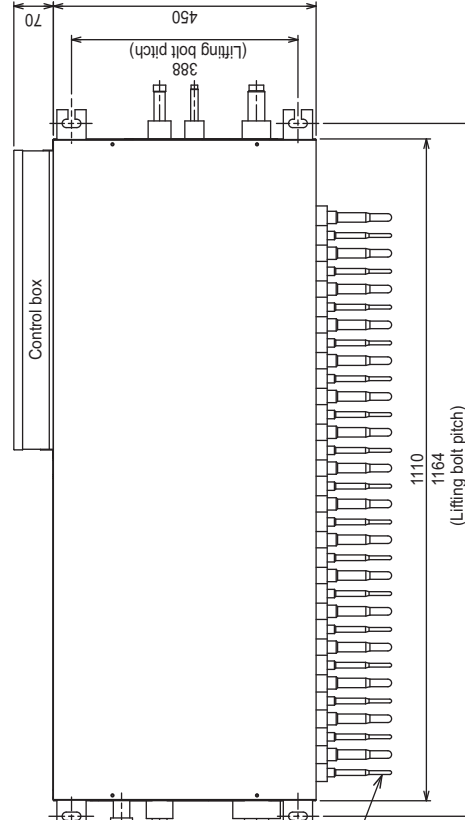 70
450
(Lifting bolt pitch)
388
Control box
1110
1164
(Lifting bolt pitch)